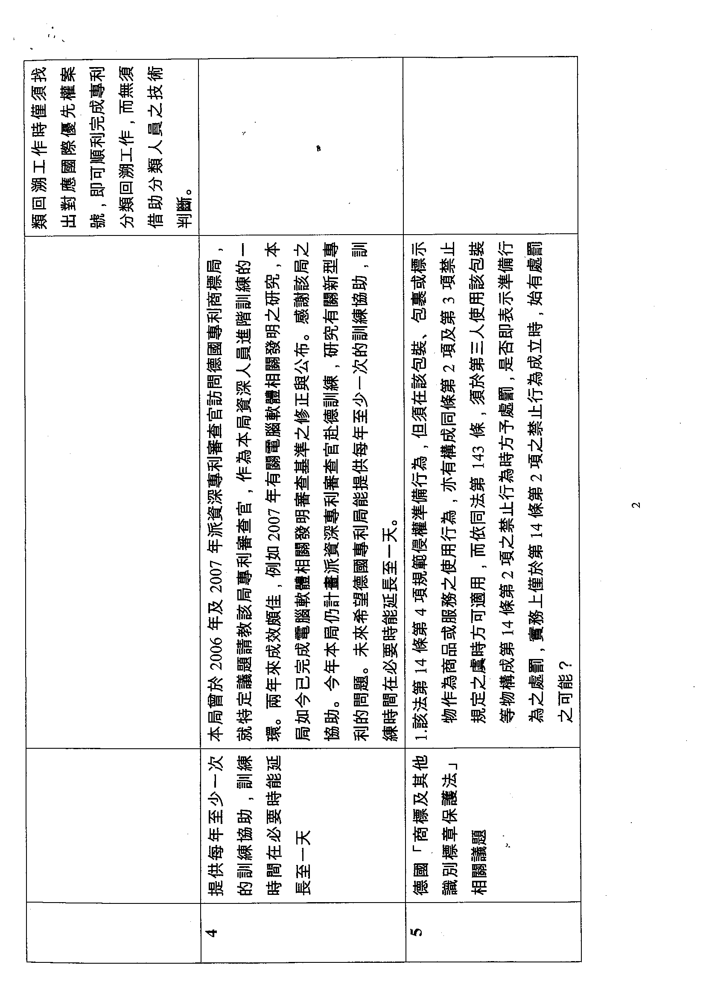 類回溯工作時僅須找
出對應國際優先權案
號，即可順利完成專利
分類回溯工作，而無須
借助分類人員之技術
判斷。
4
提供每年至少一次
的訓練協助，訓練
時間在必要時能延
長至一天
本局曾於 2006 年及 2007 年派資深專利審查官訪問德國專利商標局，
就特定議題請教該局專利審查官，作為本局資深人員進階訓練的一
環。兩年來成效頗佳，例如 2007 年有關電腦軟體相關發明之研究，本
局如今已完成電腦軟體相關發明審查基準之修正與公布。感謝該局之
協助。今年本局仍計畫派資深專利審查官赴德訓練，研究有關新型專
利的問題。未來希望德國專利局能提供每年至少一次的訓練協助，訓
練時間在必要時能延長至一天。
5
德國「商標及其他
識別標章保護法」
相關議題
1.該法第 14 條第 4 項規範侵權準備行為，但須在該包裝、包裹或標示
物作為商品或服務之使用行為，亦有構成同條第 2 項及第 3 項禁止
規定之虞時方可適用，而依同法第 143 條，須於第三人使用該包裝
等物構成第 14 條第 2 項之禁止行為時方予處罰，是否即表示準備行
為之處罰，實務上僅於第 14 條第 2 項之禁止行為成立時，始有處罰
之可能？
2